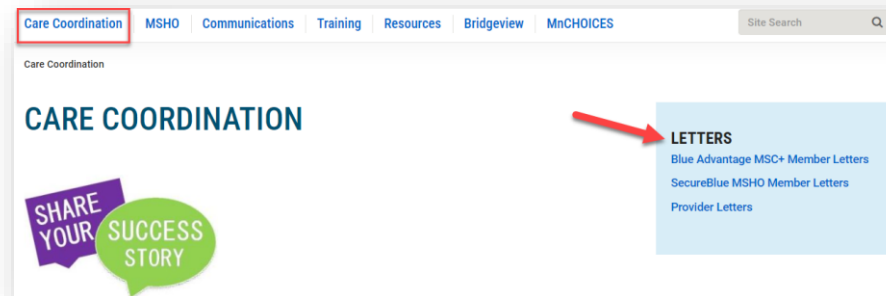 Care Coordination MSHO Communications Training Resources Bridgeview MnCHOICES Site Search
Care Coordination
CARE COORDINATION
LETTERS
Blue Advantage MSC+ Member Letters
SecureBlue MSHO Member Letters
Provider Letters
SHARE
YOUR
SUCCESS
STORY